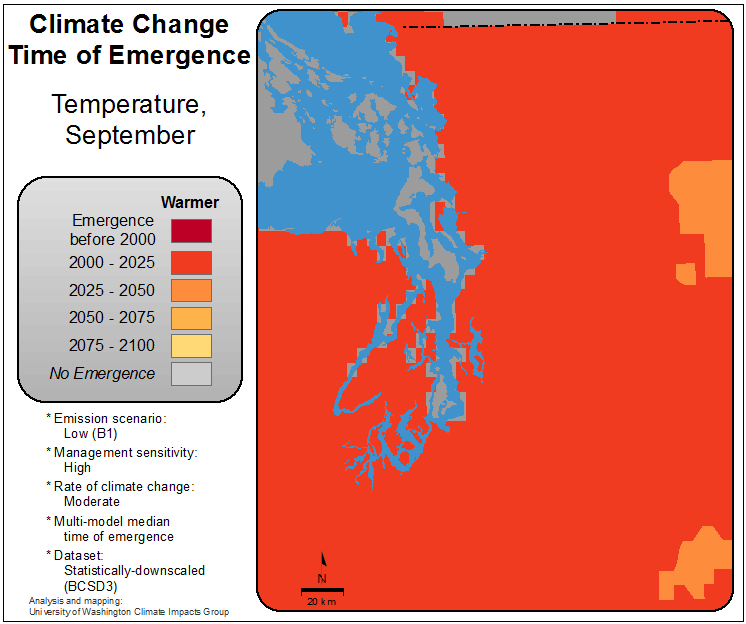 Climate Change
Time of Emergence
Temperature,
September
Warmer
Emergence
before 2000
2000 - 2025
2025 - 2050
2050 - 2075
2075 - 2100
No Emergence
* Emission scenario:
Low (B1)
* Management sensitivity:
High
* Rate of climate change:
Moderate
* Multi-model median
time of emergence
* Dataset:
Statistically-downscaled
(BCSD3)
Analysis and mapping:
University of Washington Climate Impacts Group
N
20 km